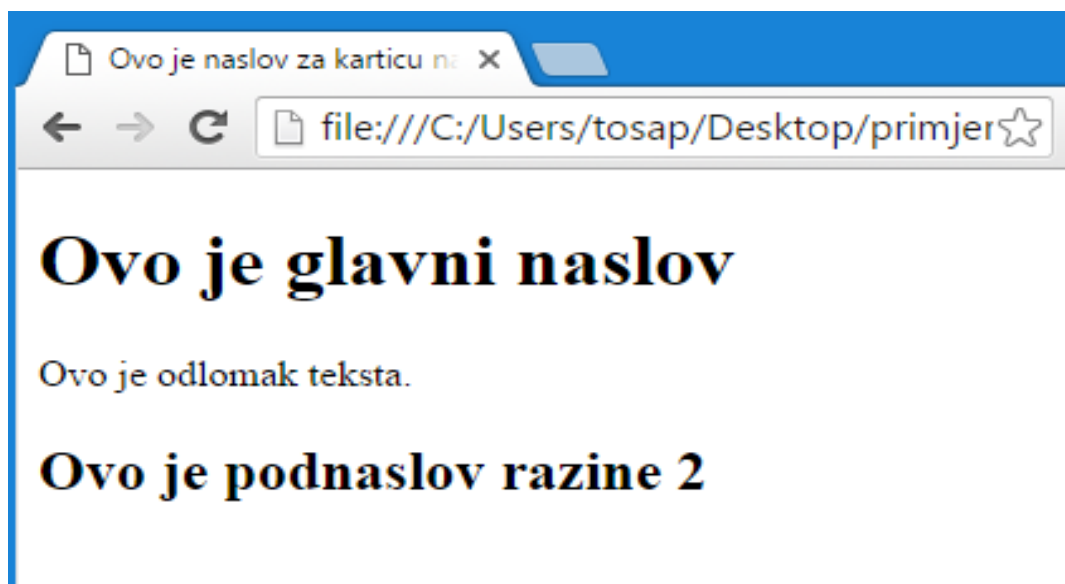 Ovo je naslov za karticu
file:///C:/Users/tosap/Desktop/primjer
Ovo je glavni naslov
Ovo je odlomak teksta.
Ovo je podnaslov razine 2